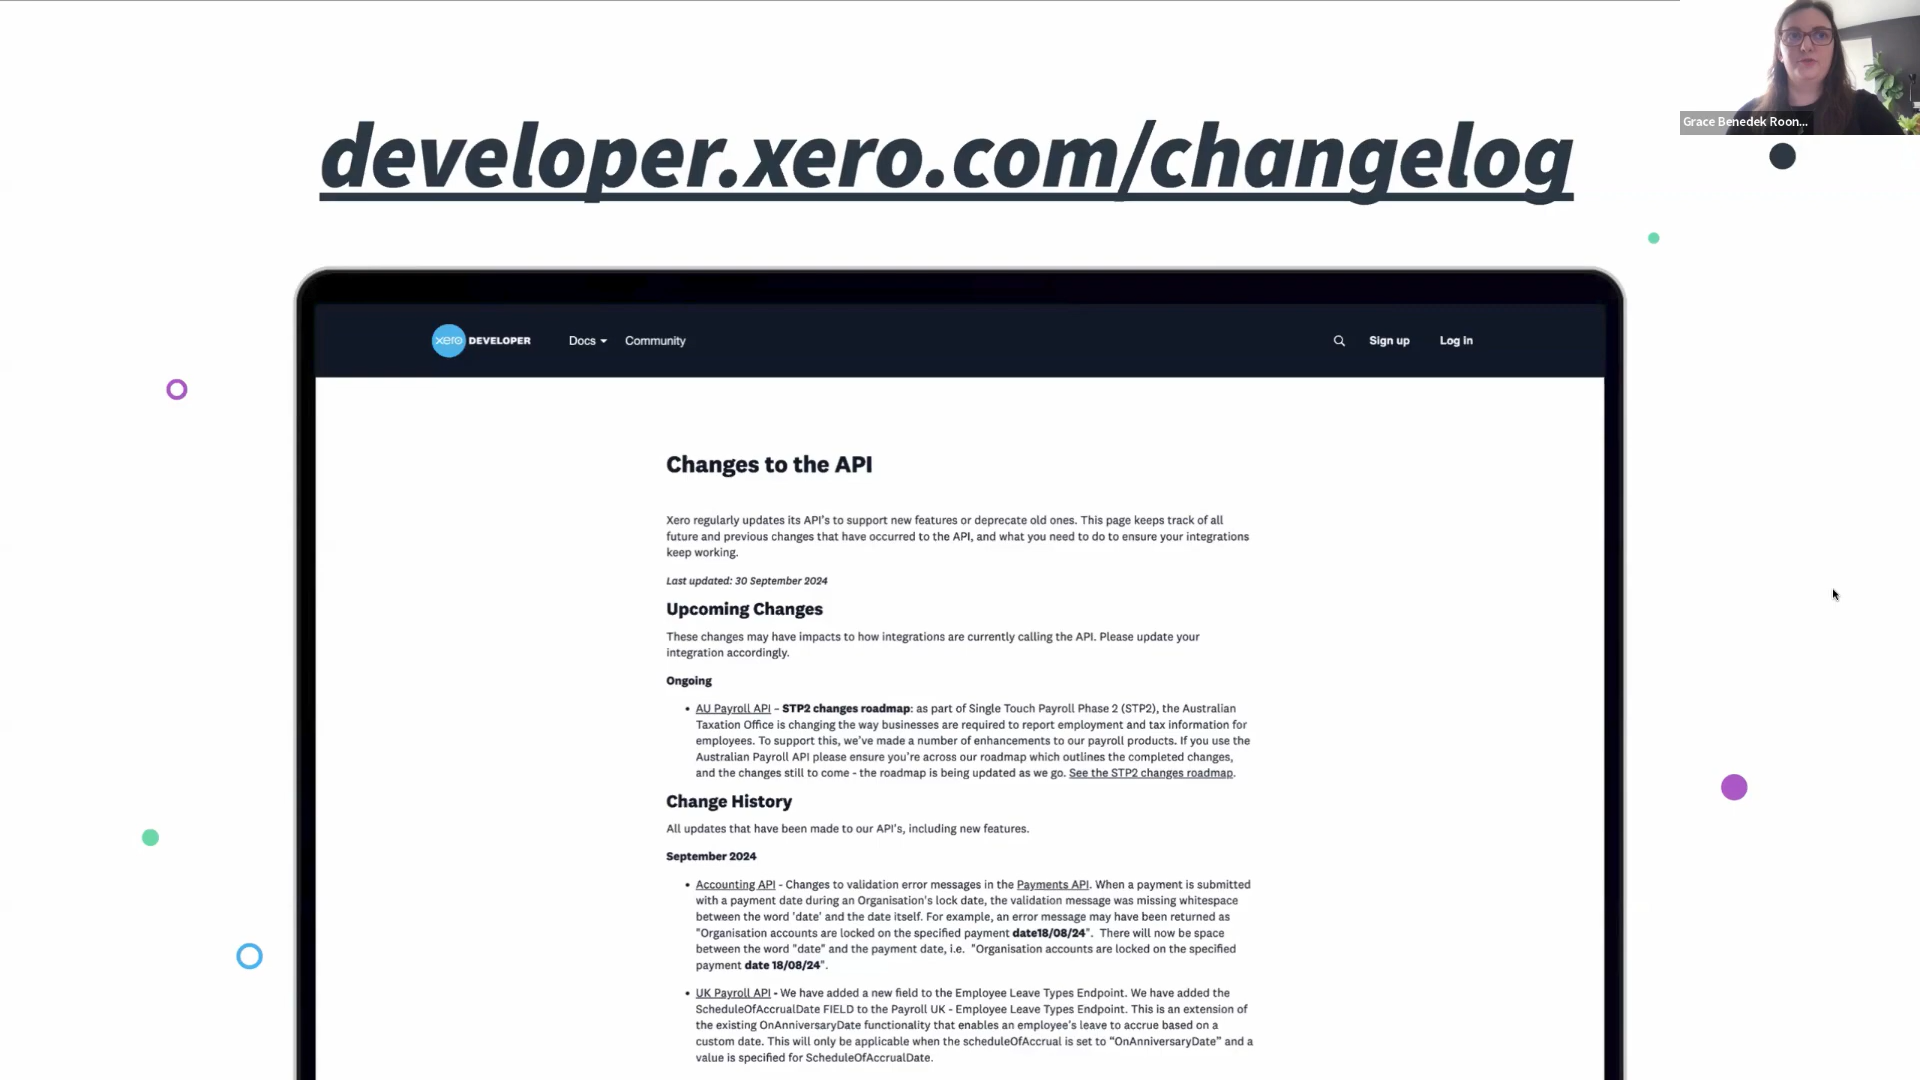 developer.xero.com/changelog
Grace Benedek Roon...
xero DEVELOPER
Docs
Community
Sign up
Log in
Changes to the API
Xero regularly updates its API's to support new features or deprecate old ones. This page keeps track of all
future and previous changes that have occurred to the API, and what you need to do to ensure your integrations
keep working.
Last updated: 30 September 2024
Upcoming Changes
These changes may have impacts to how integrations are currently calling the API. Please update your
integration accordingly.
Ongoing
• AU Payroll API – STP2 changes roadmap: as part of Single Touch Payroll Phase 2 (STP2), the Australian
Taxation Office is changing the way businesses are required to report employment and tax information for
employees. To support this, we've made a number of enhancements to our payroll products. If you use the
Australian Payroll API please ensure you're across our roadmap which outlines the completed changes,
and the changes still to come - the roadmap is being updated as we go. See the STP2 changes roadmap.
Change History
All updates that have been made to our API's, including new features.
September 2024
• Accounting API - Changes to validation error messages in the Payments API. When a payment is submitted
with a payment date during an Organisation's lock date, the validation message was missing whitespace
between the word 'date' and the date itself. For example, an error message may have been returned as
"Organisation accounts are locked on the specified payment date18/08/24". There will now be space
between the word "date" and the payment date, i.e. "Organisation accounts are locked on the specified
payment date 18/08/24".
• UK Payroll API - We have added a new field to the Employee Leave Types Endpoint. We have added the
ScheduleOfAccrualDate FIELD to the Payroll UK - Employee Leave Types Endpoint. This is an extension of
the existing OnAnniversaryDate functionality that enables an employee's leave to accrue based on a
custom date. This will only be applicable when the scheduleOfAccrual is set to “OnAnniversaryDate” and a
value is specified for ScheduleOfAccrualDate.